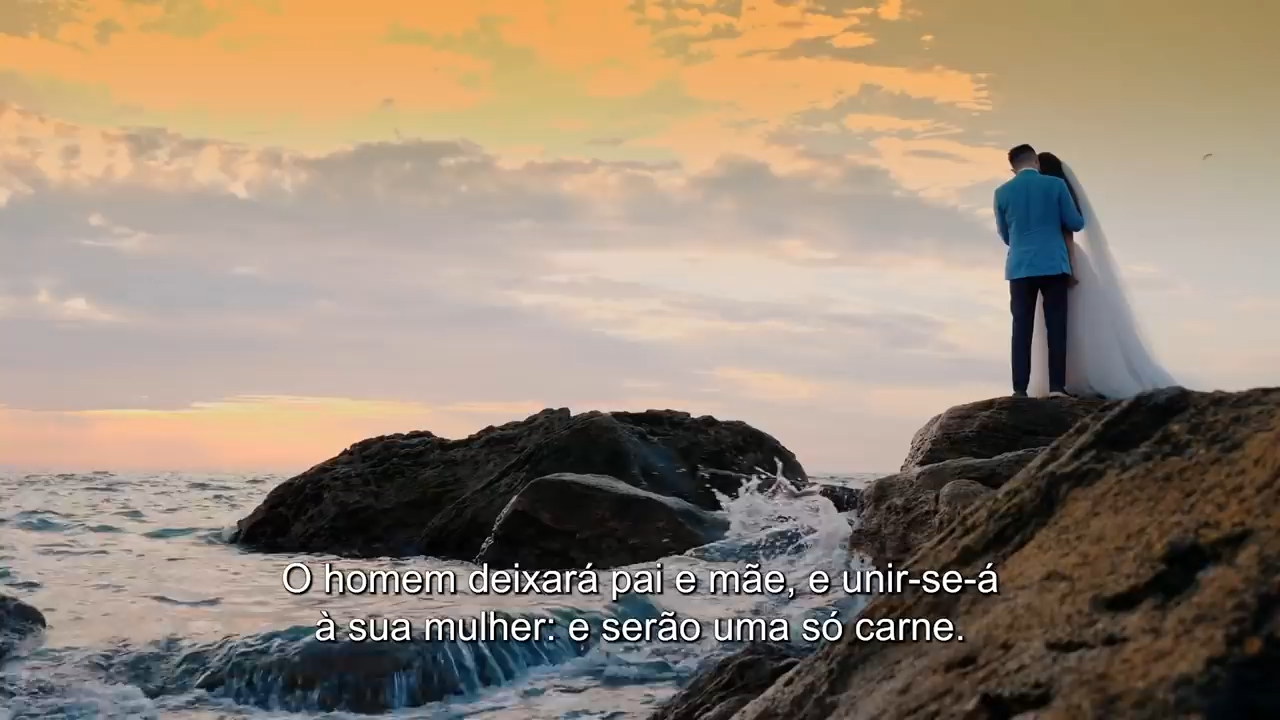 O homem deixará pai e mãe, e unir-se-á
à sua mulher: e serão uma só carne.